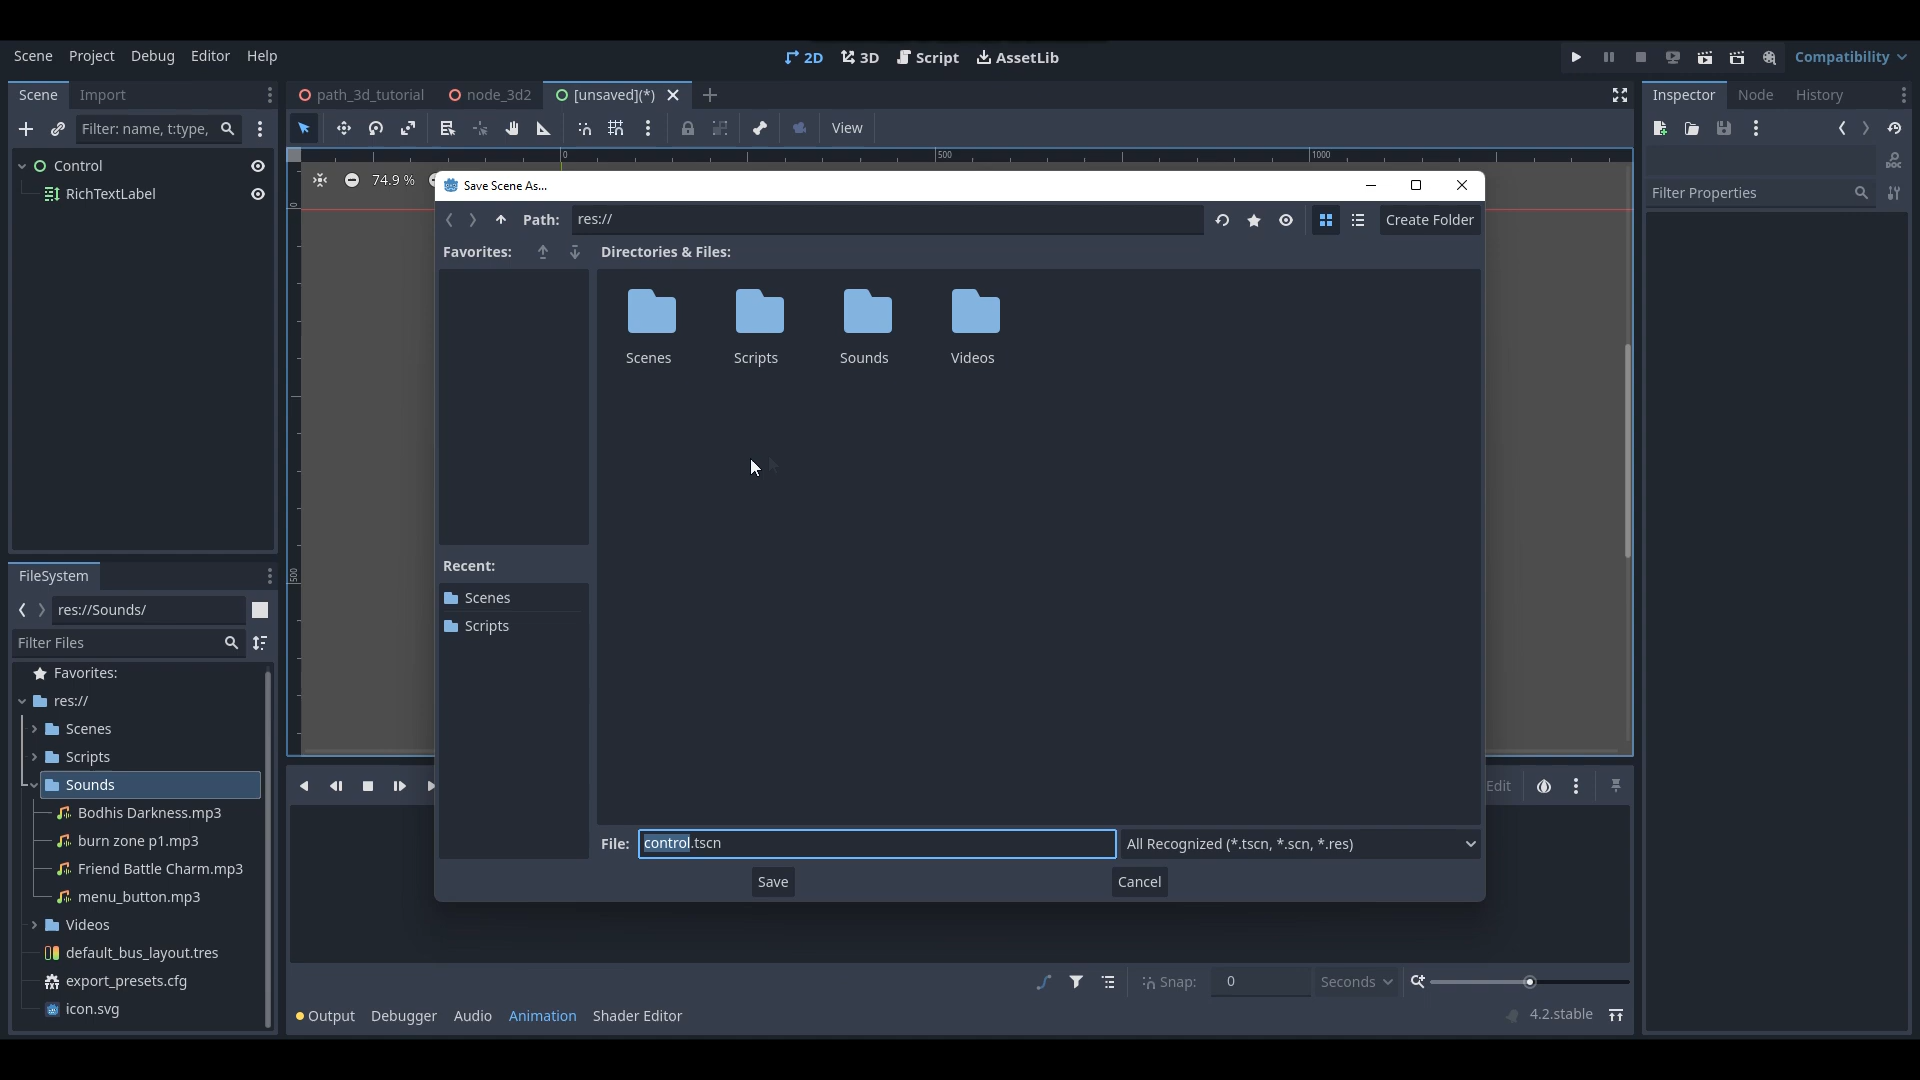 Scene Project Debug Editor Help
2D 3D Script AssetLib
Compatibility
Scene Import
Filter: name, t:type,
Control
RichTextLabel
path_3d_tutorial node_3d2 [unsaved](*)
View
0 500 1000
0
500
74.9 %
Save Scene As...
Path: res://
Create Folder
Favorites:
Directories & Files:
Scenes Scripts Sounds Videos
Recent:
Scenes
Scripts
File: control.tscn
All Recognized (*.tscn, *.scn, *.res)
Save Cancel
Inspector Node History
Filter Properties
FileSystem
res://Sounds/
Filter Files
Favorites:
res://
Scenes
Scripts
Sounds
Bodhis Darkness.mp3
burn zone p1.mp3
Friend Battle Charm.mp3
menu_button.mp3
Videos
default_bus_layout.tres
export_presets.cfg
icon.svg
Edit
Snap: 0 Seconds
Output Debugger Audio Animation Shader Editor
4.2.stable